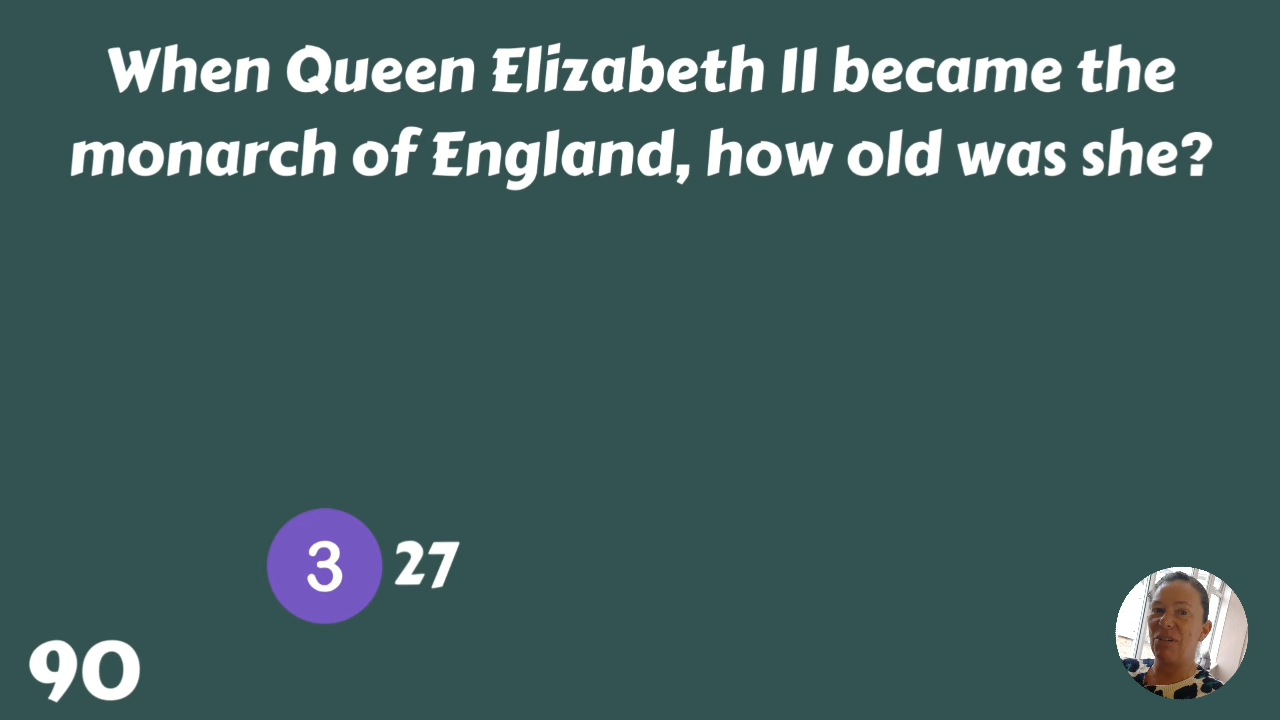 When Queen Elizabeth II became the
monarch of England, how old was she?
3 27
90